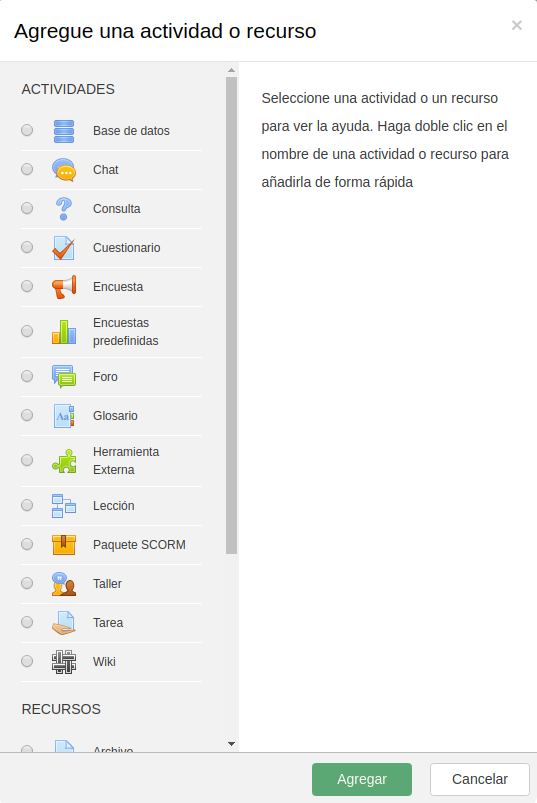 Agregue una actividad o recurso
×
ACTIVIDADES
Base de datos
Chat
Consulta
Cuestionario
Encuesta
Encuestas
predefinidas
Foro
Glosario
Herramienta
Externa
Lección
Paquete SCORM
Taller
Tarea
Wiki
RECURSOS
Archivo
Seleccione una actividad o un recurso
para ver la ayuda. Haga doble clic en el
nombre de una actividad o recurso para
añadirla de forma rápida
Agregar
Cancelar